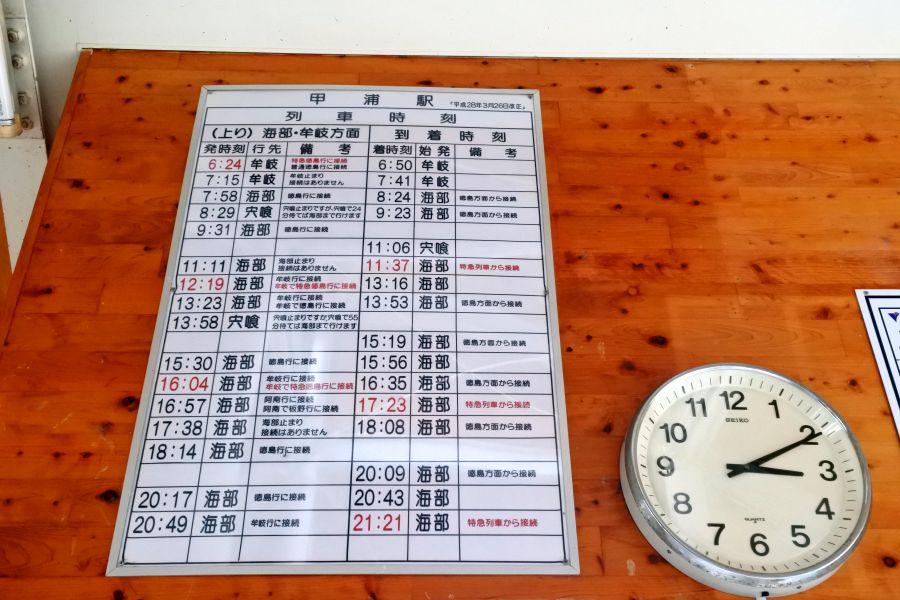 甲浦駅 「平成28年3月26日改正」
列車時刻
(上り) 海部・牟岐方面 到着時刻
発時刻 行先 備考 着時刻 始発 備考
6:24 牟岐 特急徳島行に接続 普通徳島行に接続 6:50 牟岐
7:15 牟岐 牟岐止まり 接続はありません 7:41 牟岐
7:58 海部 徳島行に接続 8:24 海部 徳島方面から接続
8:29 宍喰 宍喰止まりですが、宍喰で24分待てば海部まで行けます 9:23 海部 徳島方面から接続
9:31 海部 徳島行に接続
11:06 宍喰
11:11 海部 海部止まり 接続はありません 11:37 海部 特急列車から接続
12:19 海部 牟岐行に接続 牟岐で特急徳島行に接続 13:16 海部
13:23 海部 牟岐行に接続 牟岐で徳島行に接続 13:53 海部 徳島方面から接続
13:58 宍喰 宍喰止まりですが、宍喰で55分待てば海部まで行けます
15:19 海部 徳島方面から接続
15:30 海部 徳島行に接続 15:56 海部
16:04 海部 牟岐行に接続 牟岐で特急徳島行に接続 16:35 海部 徳島方面から接続
16:57 海部 阿南行に接続 阿南で板野行に接続 17:23 海部 特急列車から接続
17:38 海部 海部止まり 接続はありません 18:08 海部 徳島方面から接続
18:14 海部 徳島行に接続
20:09 海部 徳島方面から接続
20:17 海部 徳島行に接続 20:43 海部
20:49 海部 牟岐行に接続 21:21 海部 特急列車から接続
12
1
2
3
4
5
6
7
8
9
10
11
SEIKO
QUARTZ